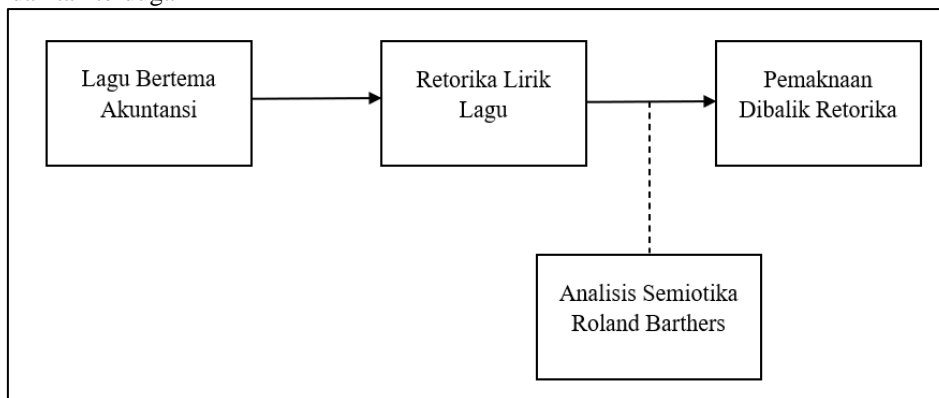 Lagu Bertema
Akuntansi
Retorika Lirik
Lagu
Pemaknaan
Dibalik Retorika
Analisis Semiotika
Roland Barthers